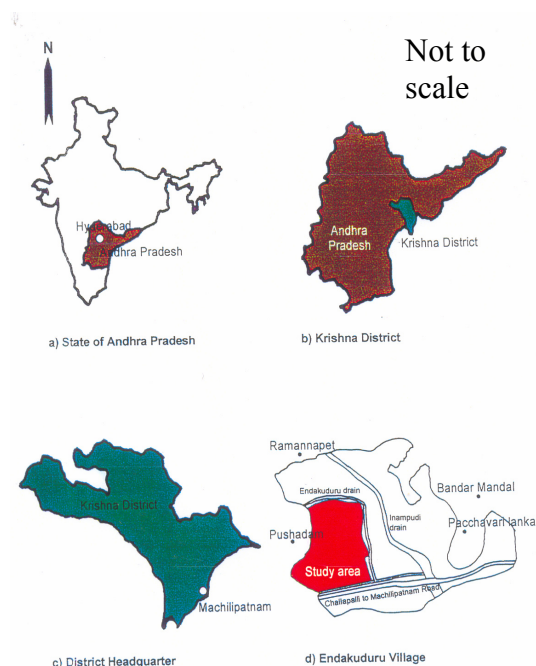 N
Not to
scale
Hyderabad
Andhra Pradesh
a) State of Andhra Pradesh
Andhra
Pradesh
Krishna District
b) Krishna District
Krishna District
Machilipatnam
c) District Headquarter
Ramannapet
Endakuduru drain
Bandar Mandal
Inampudi
drain
Pacchavari lanka
Pushadam
Study area
Challapalli to Machilipatnam Road
d) Endakuduru Village